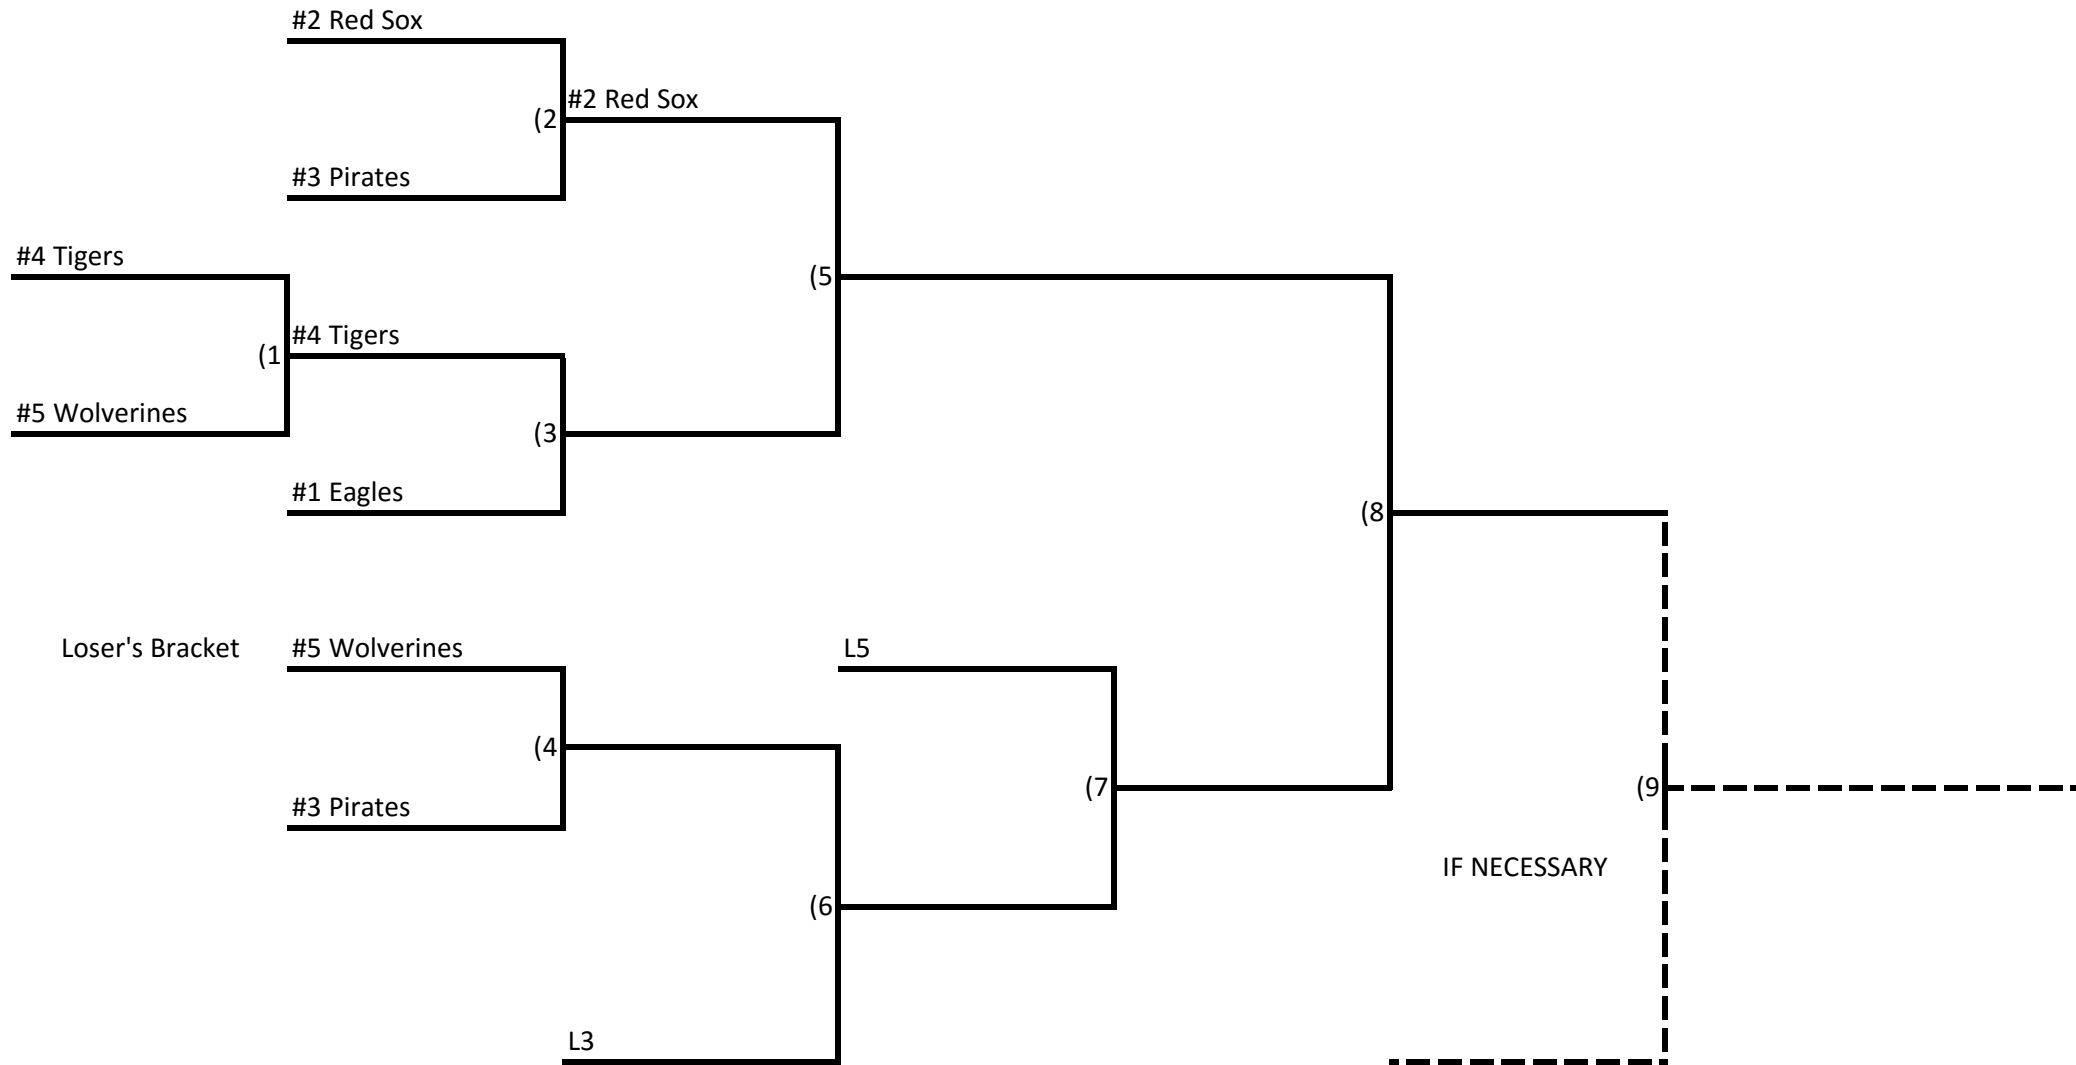 #2 Red Sox
#2 Red Sox
(2
#3 Pirates
#4 Tigers
(5
#4 Tigers
(1
#5 Wolverines
(3
#1 Eagles
(8
Loser's Bracket
#5 Wolverines
L5
(4
(7
(9
#3 Pirates
IF NECESSARY
(6
L3